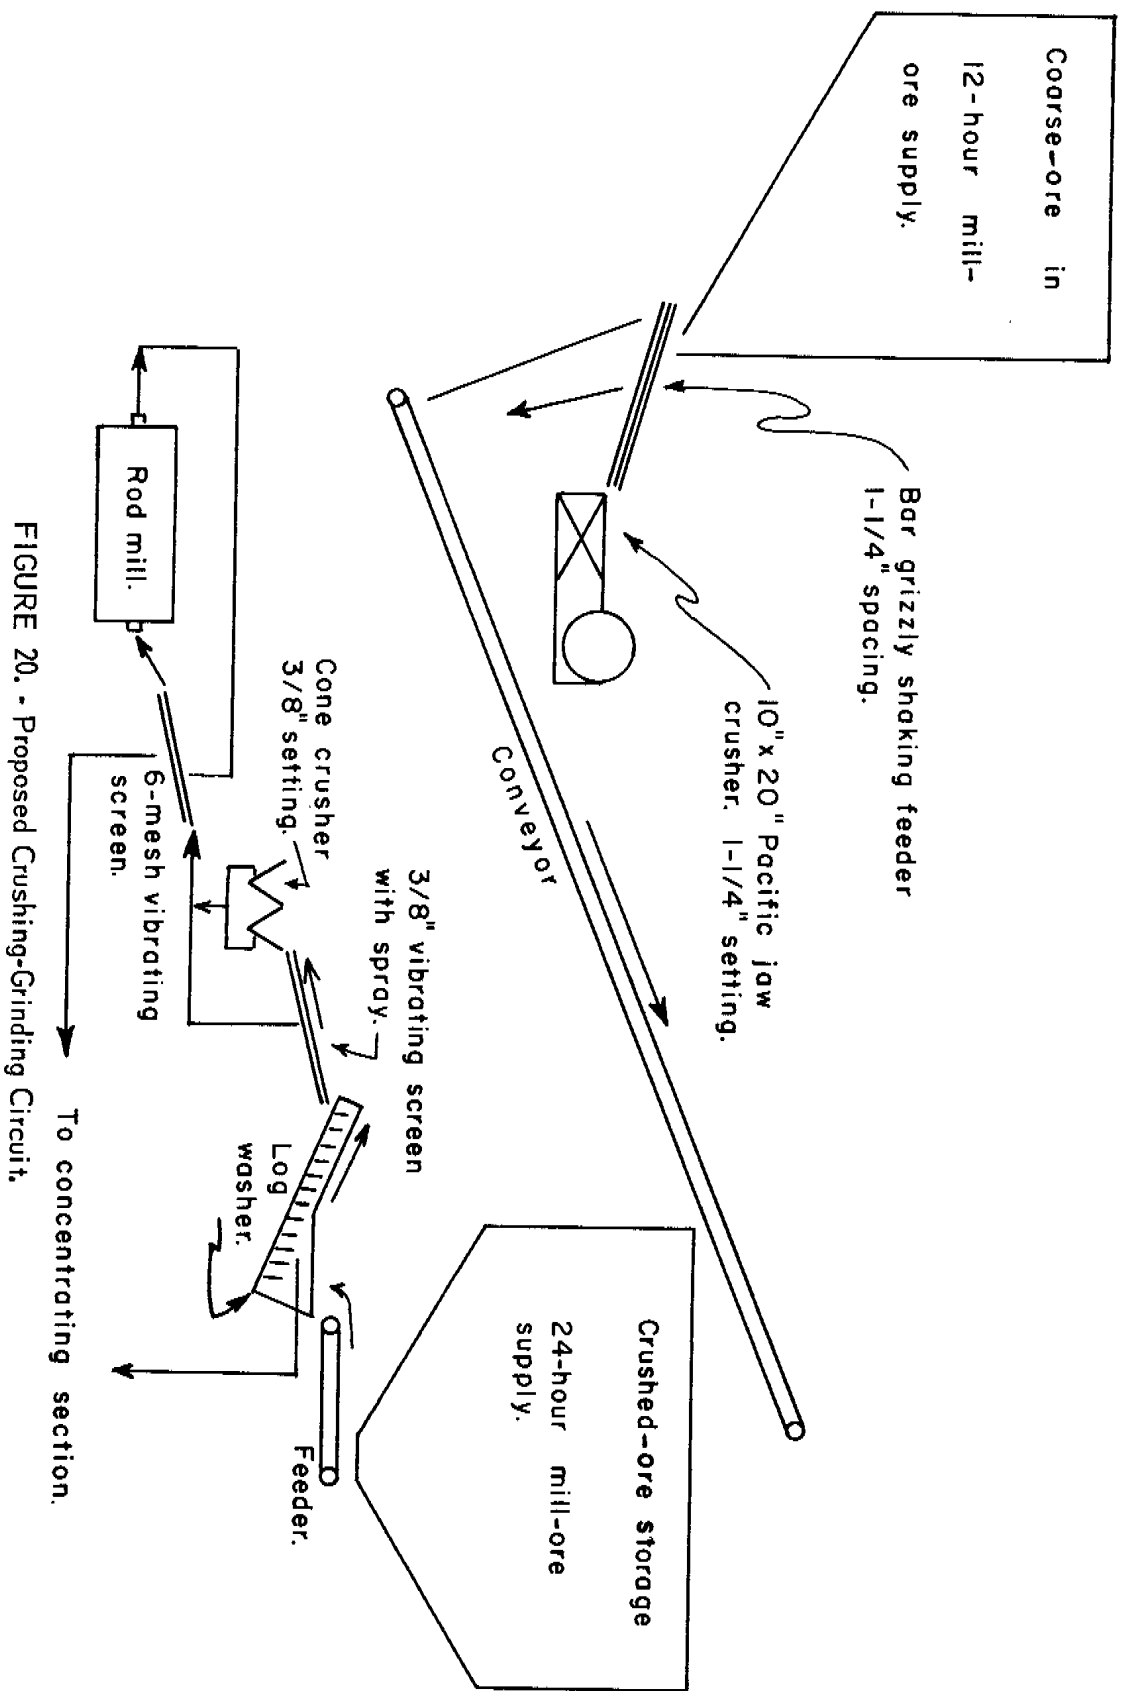 Coarse-ore in
12-hour mill-
ore supply.
Bar grizzly shaking feeder
1-1/4" spacing.
10" x 20" Pacific jaw
crusher. 1-1/4" setting.
Conveyor
Crushed-ore storage
24-hour mill-ore
supply.
Feeder.
Log
washer.
3/8" vibrating screen
with spray.
Cone crusher
3/8" setting.
6-mesh vibrating
screen.
Rod mill.
To concentrating section.
FIGURE 20. - Proposed Crushing-Grinding Circuit.